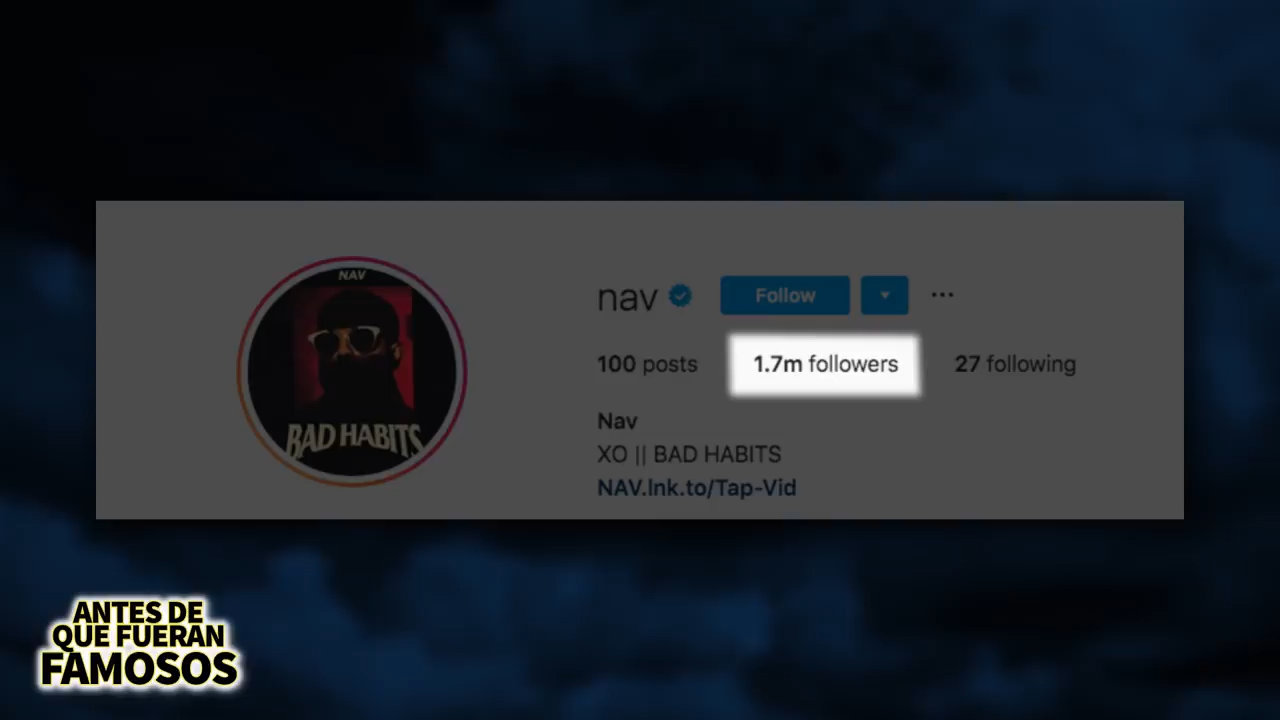 NAV
BAD HABITS
nav Follow ...
100 posts 1.7m followers 27 following
Nav
XO || BAD HABITS
NAV.lnk.to/Tap-Vid
ANTES DE
QUE FUERAN
FAMOSOS